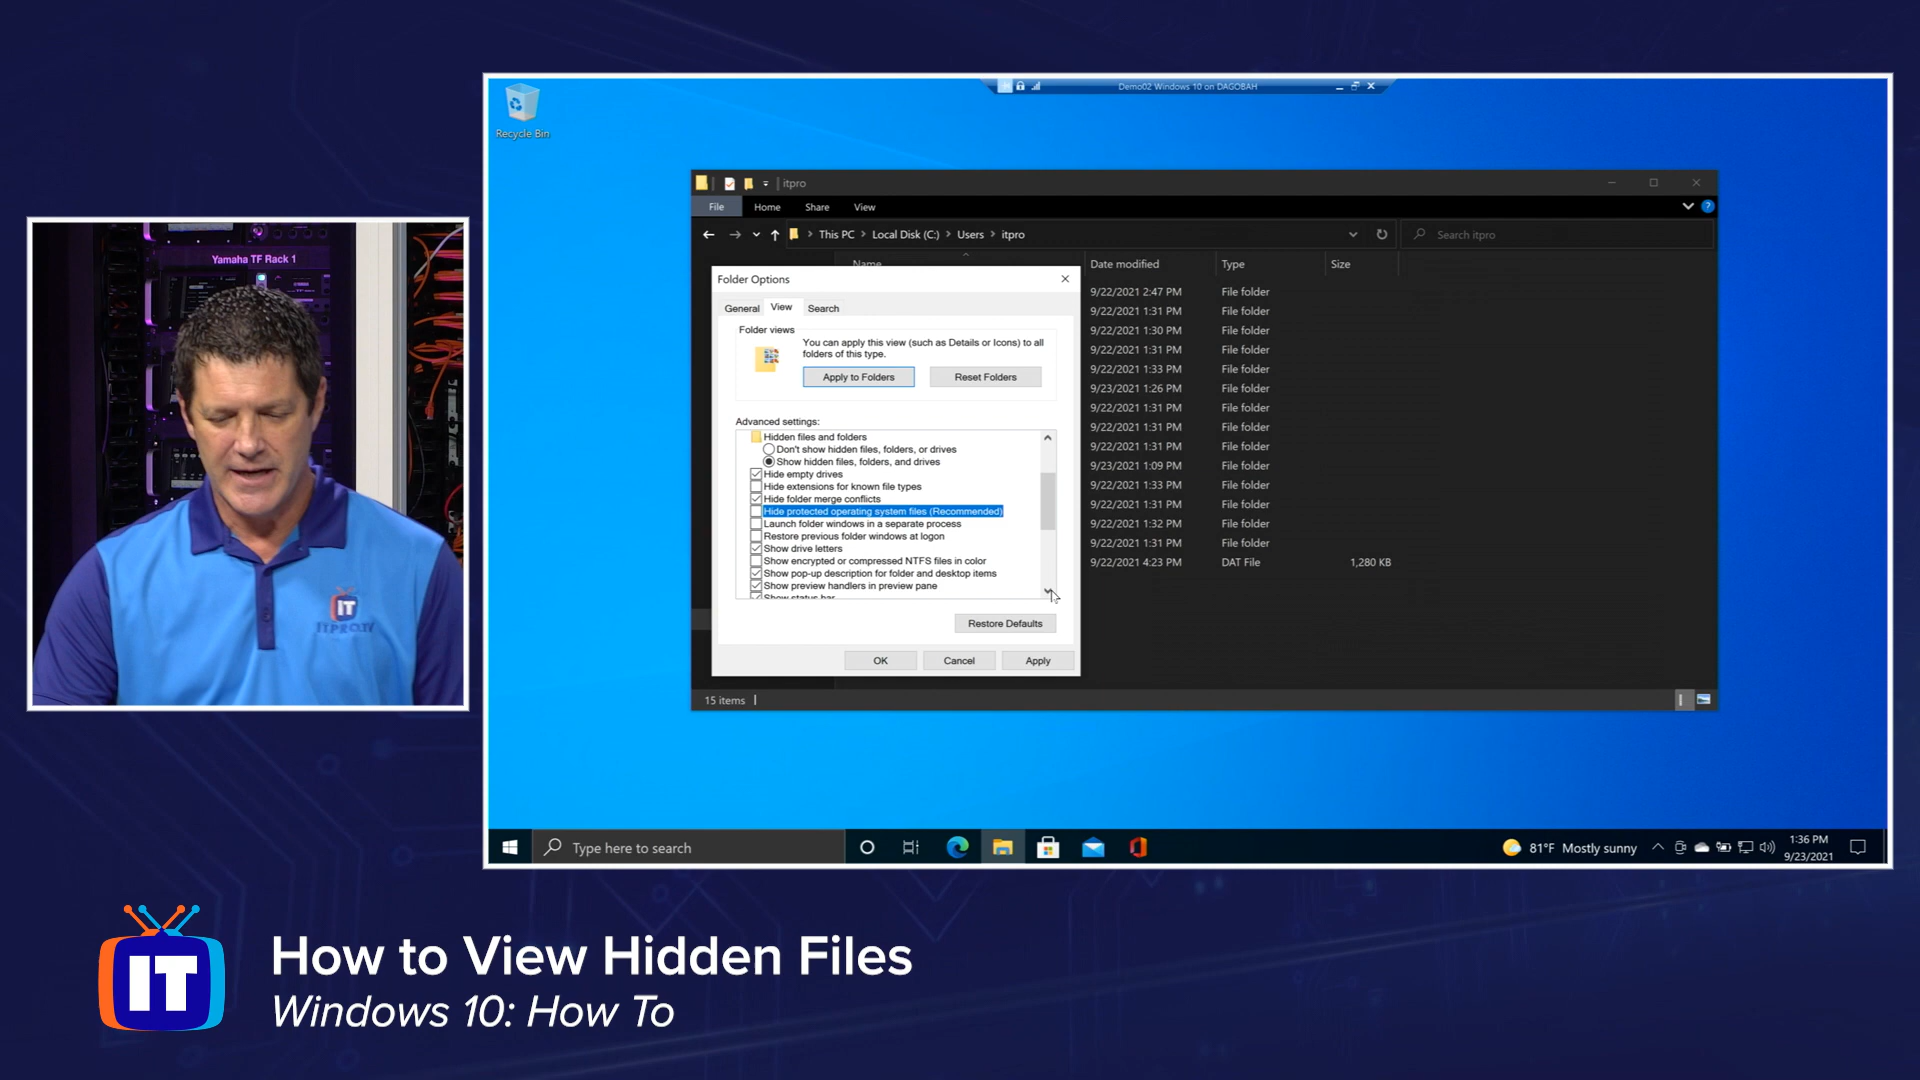 Demo02 Windows 10 on DAGOBAH
Recycle Bin
itpro
File Home Share View
This PC > Local Disk (C:) > Users > itpro
Search itpro
Name Date modified Type Size
9/22/2021 2:47 PM File folder
9/22/2021 1:31 PM File folder
9/22/2021 1:30 PM File folder
9/22/2021 1:31 PM File folder
9/22/2021 1:33 PM File folder
9/23/2021 1:26 PM File folder
9/22/2021 1:31 PM File folder
9/22/2021 1:31 PM File folder
9/22/2021 1:31 PM File folder
9/23/2021 1:09 PM File folder
9/22/2021 1:33 PM File folder
9/22/2021 1:31 PM File folder
9/22/2021 1:32 PM File folder
9/22/2021 1:31 PM File folder
9/22/2021 4:23 PM DAT File 1,280 KB
Folder Options
General View Search
Folder views
You can apply this view (such as Details or Icons) to all
folders of this type.
Apply to Folders Reset Folders
Advanced settings:
Hidden files and folders
Don't show hidden files, folders, or drives
Show hidden files, folders, and drives
Hide empty drives
Hide extensions for known file types
Hide folder merge conflicts
Hide protected operating system files (Recommended)
Launch folder windows in a separate process
Restore previous folder windows at logon
Show drive letters
Show encrypted or compressed NTFS files in color
Show pop-up description for folder and desktop items
Show preview handlers in preview pane
Show status bar
Restore Defaults
OK Cancel Apply
15 items
Type here to search
81°F Mostly sunny
1:36 PM
9/23/2021
Yamaha TF Rack 1
IT
ITPRO.TV
IT
How to View Hidden Files
Windows 10: How To